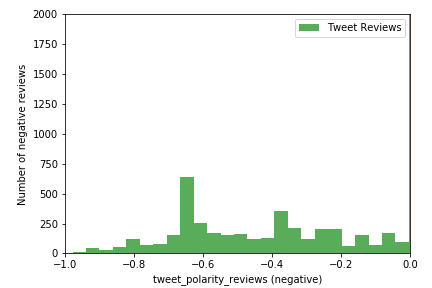 2000
Tweet Reviews
1750
1500
1250
1000
750
500
250
0
Number of negative reviews
−1.0 −0.8 −0.6 −0.4 −0.2 0.0
tweet_polarity_reviews (negative)